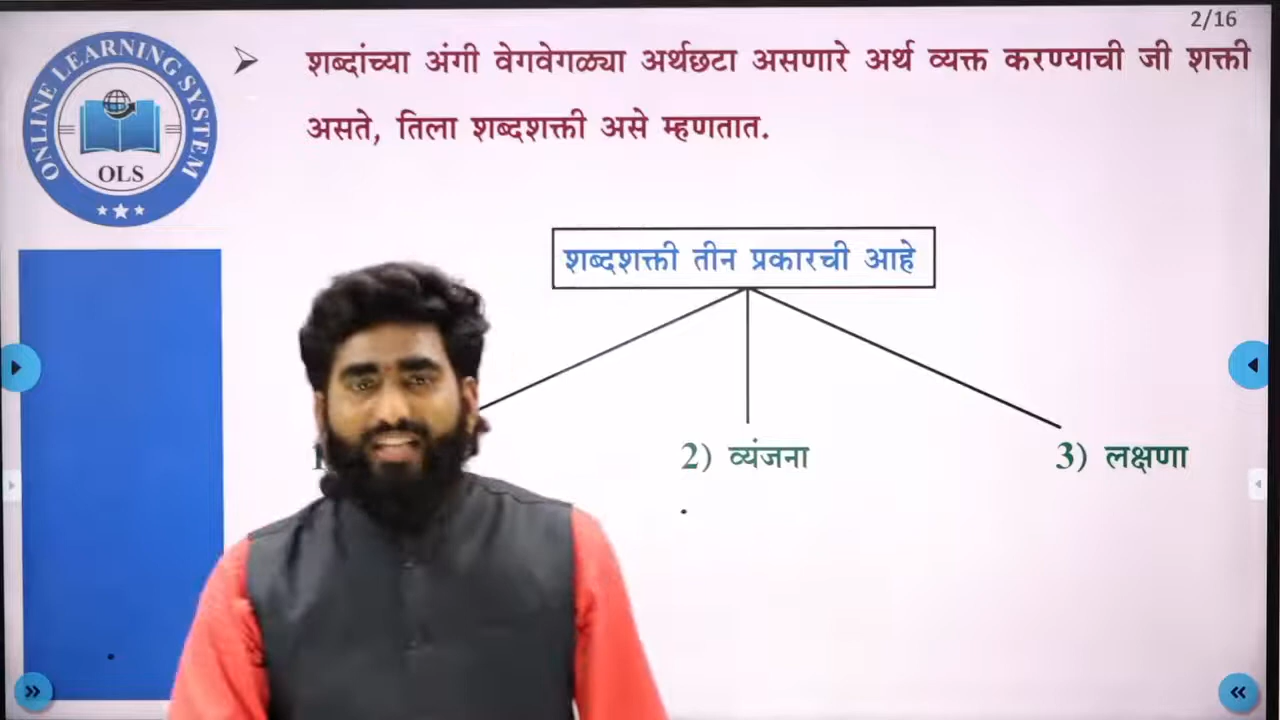 2/16
ONLINE LEARNING SYSTEM
OLS
➢ शब्दांच्या अंगी वेगवेगळ्या अर्थछटा असणारे अर्थ व्यक्त करण्याची जी शक्ती
असते, तिला शब्दशक्ती असे म्हणतात.
शब्दशक्ती तीन प्रकारची आहे
2) व्यंजना
3) लक्षणा